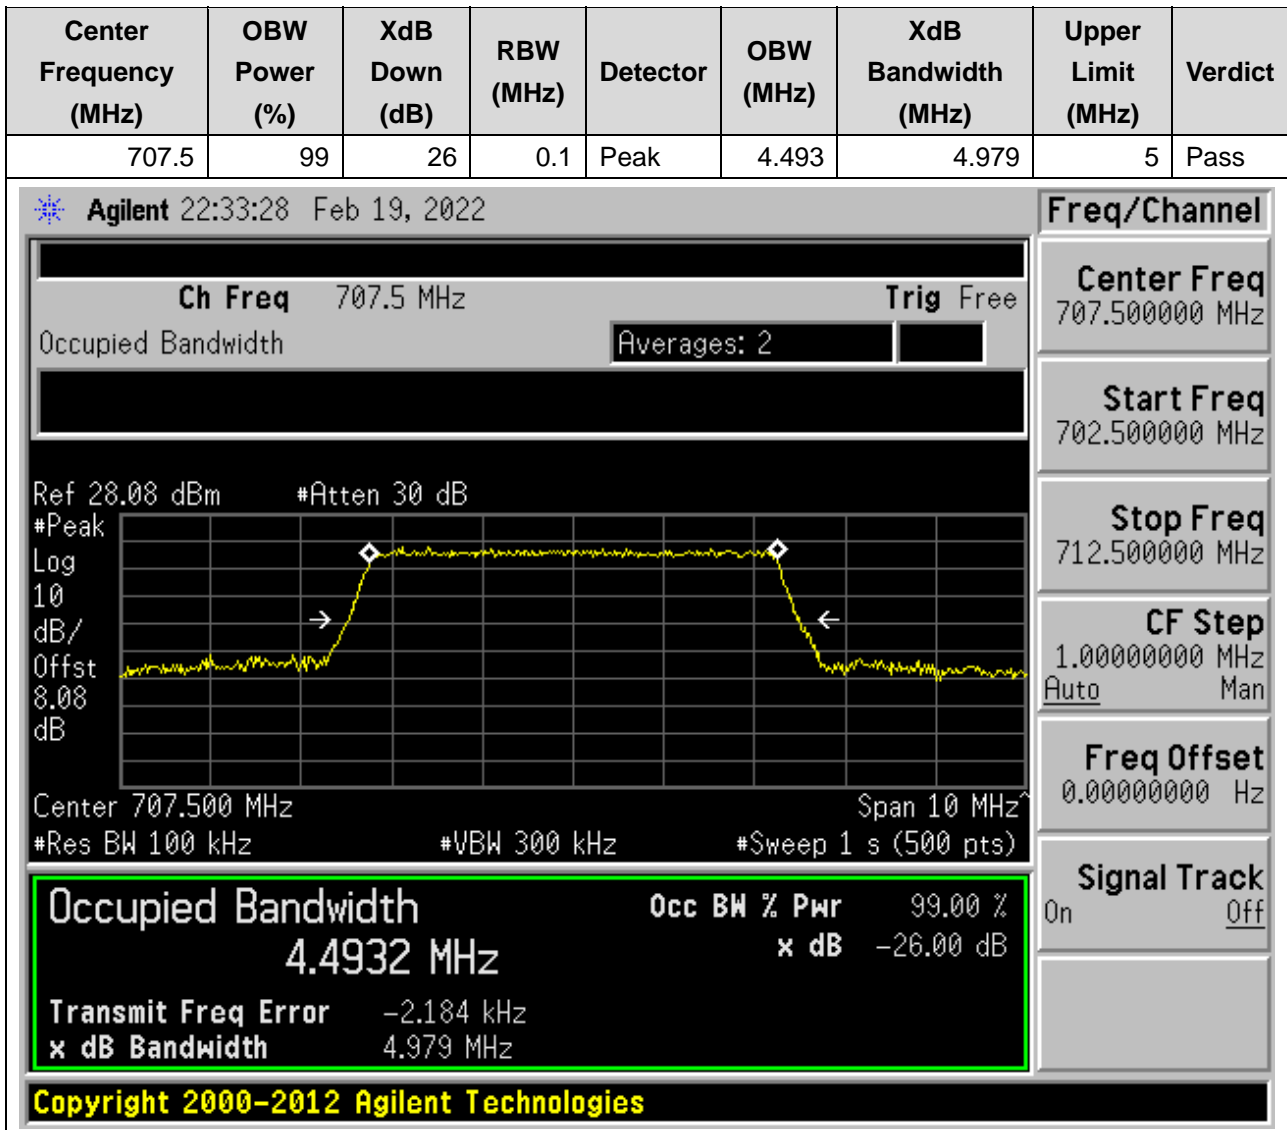 Center Frequency (MHz) OBW Power (%) XdB Down (dB) RBW (MHz) Detector OBW (MHz) XdB Bandwidth (MHz) Upper Limit (MHz) Verdict
707.5 99 26 0.1 Peak 4.493 4.979 5 Pass
Agilent 22:33:28 Feb 19, 2022
Freq/Channel
Ch Freq 707.5 MHz Trig Free
Occupied Bandwidth Averages: 2
Center Freq
707.500000 MHz
Start Freq
702.500000 MHz
Stop Freq
712.500000 MHz
CF Step
1.00000000 MHz
Auto Man
Freq Offset
0.00000000 Hz
Signal Track
On Off
Ref 28.08 dBm #Atten 30 dB
#Peak
Log
10
dB/
Offst
8.08
dB
Center 707.500 MHz Span 10 MHz^
#Res BW 100 kHz #VBW 300 kHz #Sweep 1 s (500 pts)
Occupied Bandwidth Occ BW % Pwr 99.00 %
4.4932 MHz x dB -26.00 dB
Transmit Freq Error -2.184 kHz
x dB Bandwidth 4.979 MHz
Copyright 2000-2012 Agilent Technologies